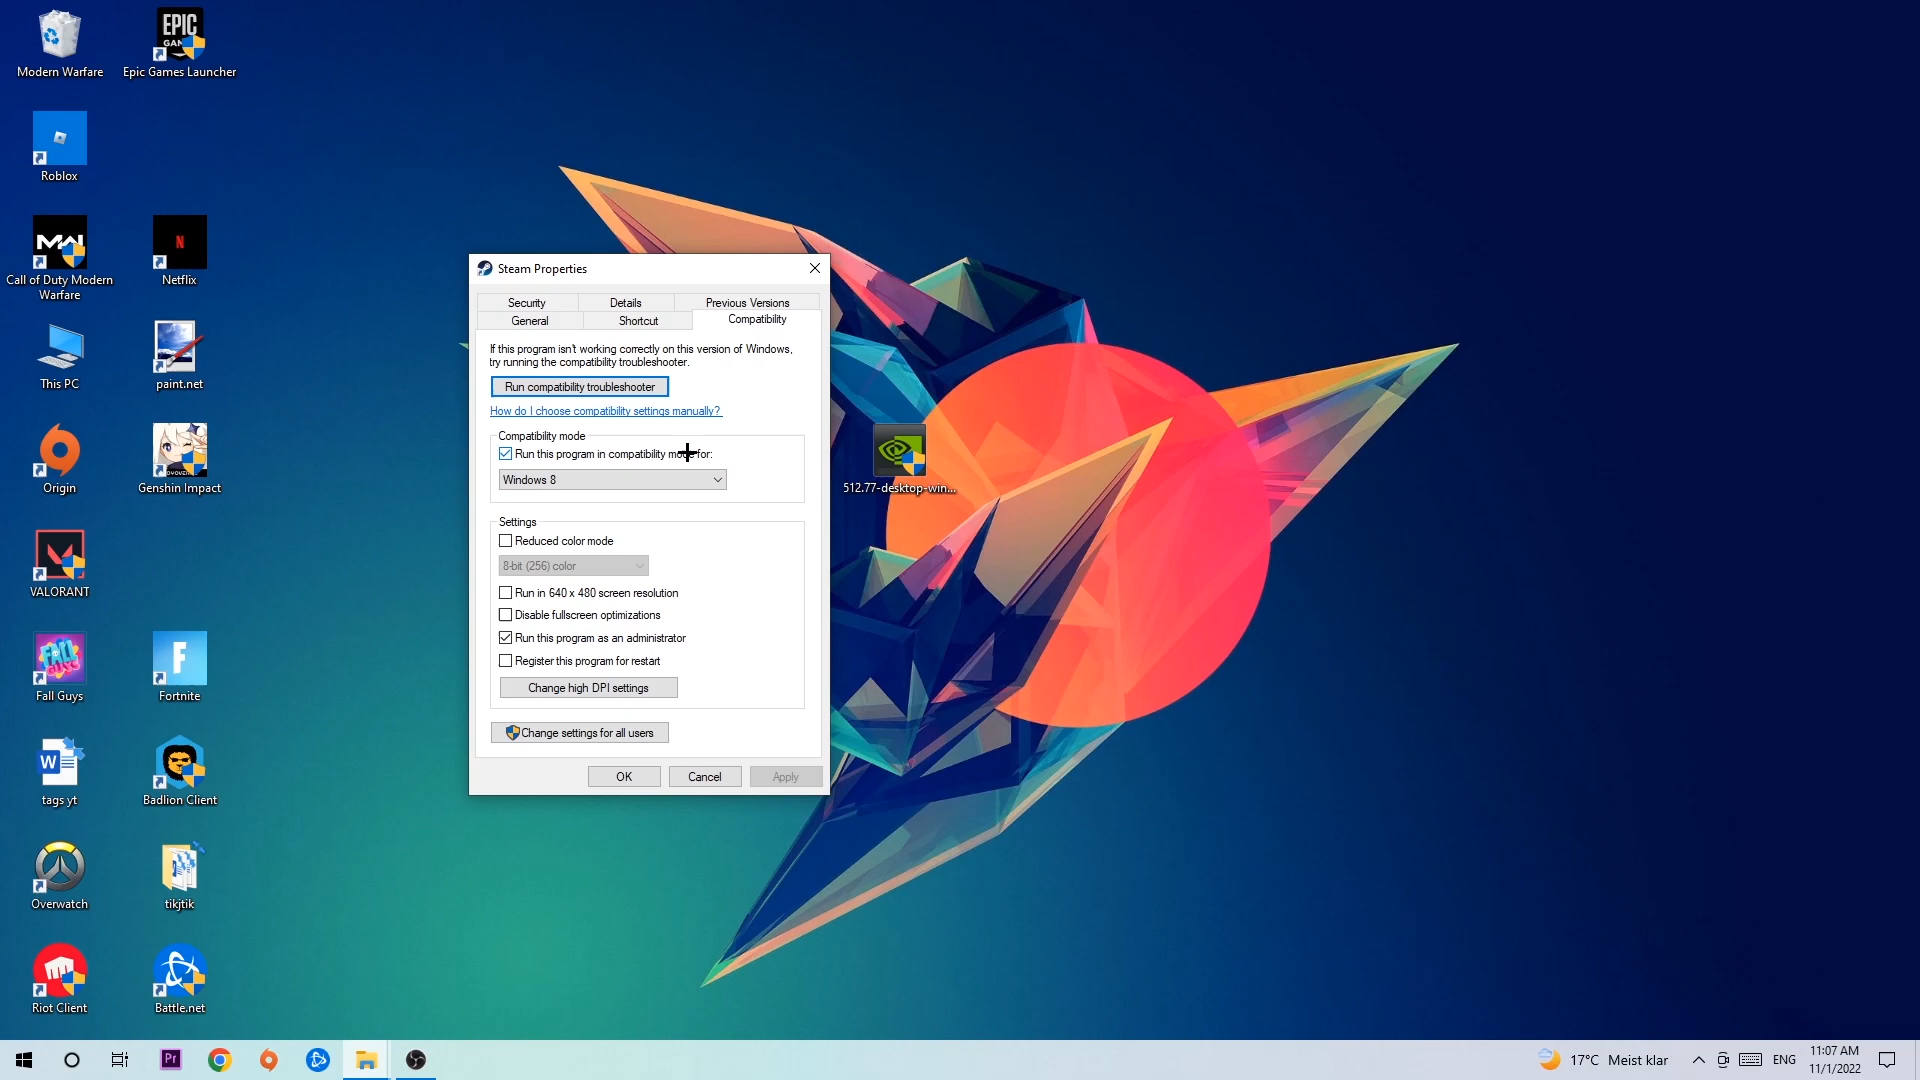 Modern Warfare
EPIC
GAMES
Epic Games Launcher
Roblox
MW
Call of Duty Modern
Warfare
N
Netflix
This PC
paint.net
Origin
Genshin Impact
VALORANT
FALL
Fall Guys
F
Fortnite
W
tags yt
Badlion Client
Overwatch
tikjtik
Riot Client
Battle.net
512.77-desktop-win...
Steam Properties
Security
Details
Previous Versions
General
Shortcut
Compatibility
If this program isn't working correctly on this version of Windows,
try running the compatibility troubleshooter.
Run compatibility troubleshooter
How do I choose compatibility settings manually?
Compatibility mode
Run this program in compatibility mode for:
Windows 8
Settings
Reduced color mode
8-bit (256) color
Run in 640 x 480 screen resolution
Disable fullscreen optimizations
Run this program as an administrator
Register this program for restart
Change high DPI settings
Change settings for all users
OK
Cancel
Apply
Pr
17°C Meist klar
ENG
11:07 AM
11/1/2022